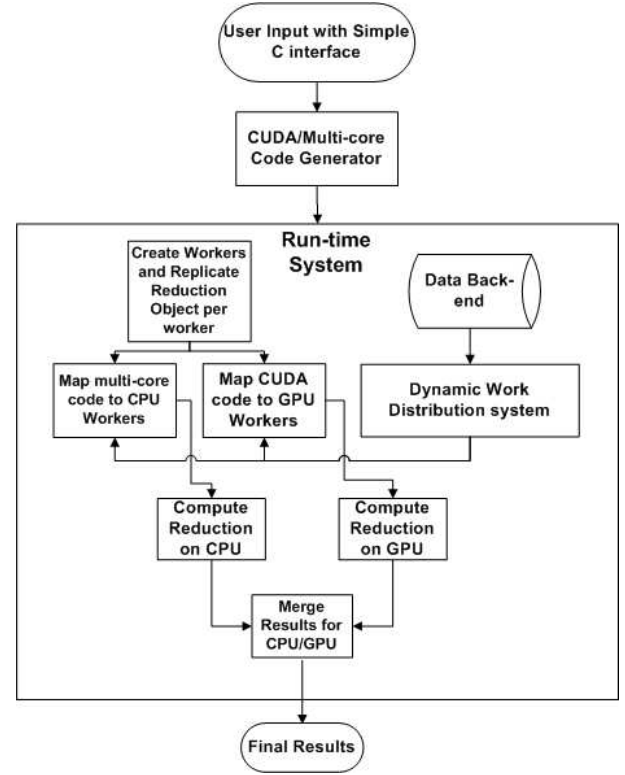 User Input with Simple
C interface
CUDA/Multi-core
Code Generator
Run-time
System
Create Workers
and Replicate
Reduction
Object per
worker
Data Back-
end
Map multi-core
code to CPU
Workers
Map CUDA
code to GPU
Workers
Dynamic Work
Distribution system
Compute
Reduction
on CPU
Compute
Reduction
on GPU
Merge
Results for
CPU/GPU
Final Results